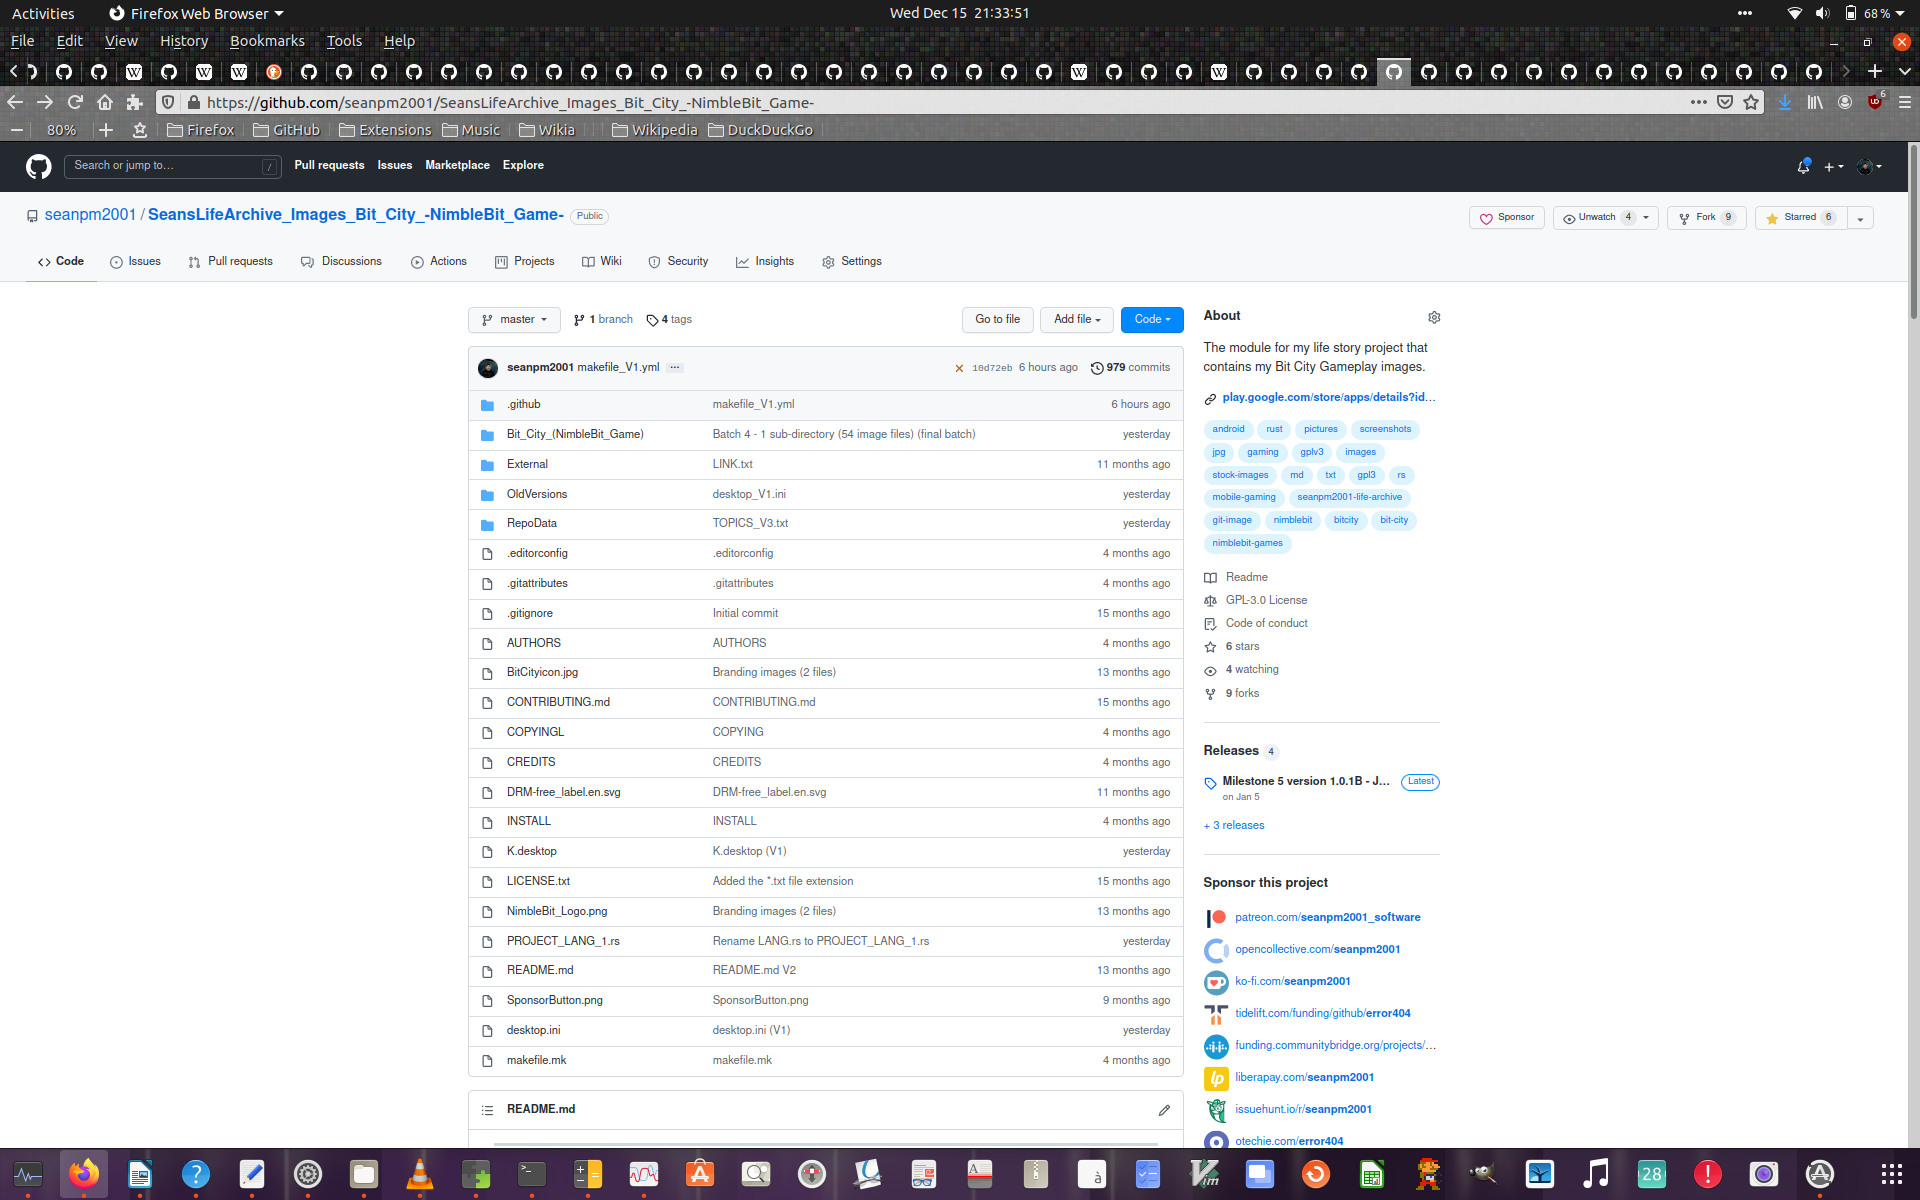 Activities
Firefox Web Browser
Wed Dec 15 21:33:51
68 %
File Edit View History Bookmarks Tools Help
https://github.com/seanpm2001/SeansLifeArchive_Images_Bit_City_-NimbleBit_Game-
6
80%
Firefox GitHub Extensions Music Wikia Wikipedia DuckDuckGo
Search or jump to… /
Pull requests Issues Marketplace Explore
seanpm2001 / SeansLifeArchive_Images_Bit_City_-NimbleBit_Game- Public
Sponsor Unwatch 4 Fork 9 Starred 6
Code Issues Pull requests Discussions Actions Projects Wiki Security Insights Settings
master 1 branch 4 tags
Go to file Add file Code
seanpm2001 makefile_V1.yml ... 10d72eb 6 hours ago 979 commits
.github makefile_V1.yml 6 hours ago
Bit_City_(NimbleBit_Game) Batch 4 - 1 sub-directory (54 image files) (final batch) yesterday
External LINK.txt 11 months ago
OldVersions desktop_V1.ini yesterday
RepoData TOPICS_V3.txt yesterday
.editorconfig .editorconfig 4 months ago
.gitattributes .gitattributes 4 months ago
.gitignore Initial commit 15 months ago
AUTHORS AUTHORS 4 months ago
BitCityicon.jpg Branding images (2 files) 13 months ago
CONTRIBUTING.md CONTRIBUTING.md 15 months ago
COPYINGL COPYING 4 months ago
CREDITS CREDITS 4 months ago
DRM-free_label.en.svg DRM-free_label.en.svg 11 months ago
INSTALL INSTALL 4 months ago
K.desktop K.desktop (V1) yesterday
LICENSE.txt Added the *.txt file extension 15 months ago
NimbleBit_Logo.png Branding images (2 files) 13 months ago
PROJECT_LANG_1.rs Rename LANG.rs to PROJECT_LANG_1.rs yesterday
README.md README.md V2 13 months ago
SponsorButton.png SponsorButton.png 9 months ago
desktop.ini desktop.ini (V1) yesterday
makefile.mk makefile.mk 4 months ago
README.md
About
The module for my life story project that
contains my Bit City Gameplay images.
play.google.com/store/apps/details?id…
android rust pictures screenshots
jpg gaming gplv3 images
stock-images md txt gpl3 rs
mobile-gaming seanpm2001-life-archive
git-image nimblebit bitcity bit-city
nimblebit-games
Readme
GPL-3.0 License
Code of conduct
6 stars
4 watching
9 forks
Releases 4
Milestone 5 version 1.0.1B - J… Latest
on Jan 5
+ 3 releases
Sponsor this project
patreon.com/seanpm2001_software
opencollective.com/seanpm2001
ko-fi.com/seanpm2001
tidelift.com/funding/github/error404
funding.communitybridge.org/projects/…
liberapay.com/seanpm2001
issuehunt.io/r/seanpm2001
otechie.com/error404
28